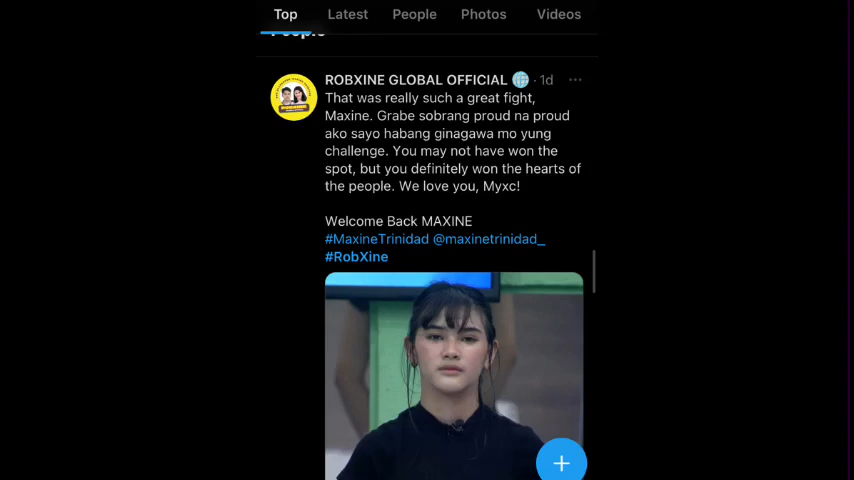 Top Latest People Photos Videos
People
ROBXINE GLOBAL OFFICIAL 🌐 · 1d ···
That was really such a great fight,
Maxine. Grabe sobrang proud na proud
ako sayo habang ginagawa mo yung
challenge. You may not have won the
spot, but you definitely won the hearts of
the people. We love you, Myxc!
Welcome Back MAXINE
#MaxineTrinidad @maxinetrinidad_
#RobXine